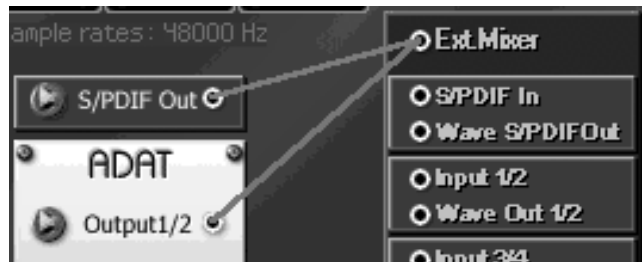 ample rates: 48000 Hz
S/PDIF Out
ADAT
Output1/2
Ext.Mixer
S/PDIF In
Wave S/PDIFOut
Input 1/2
Wave Out 1/2
Input 3/4